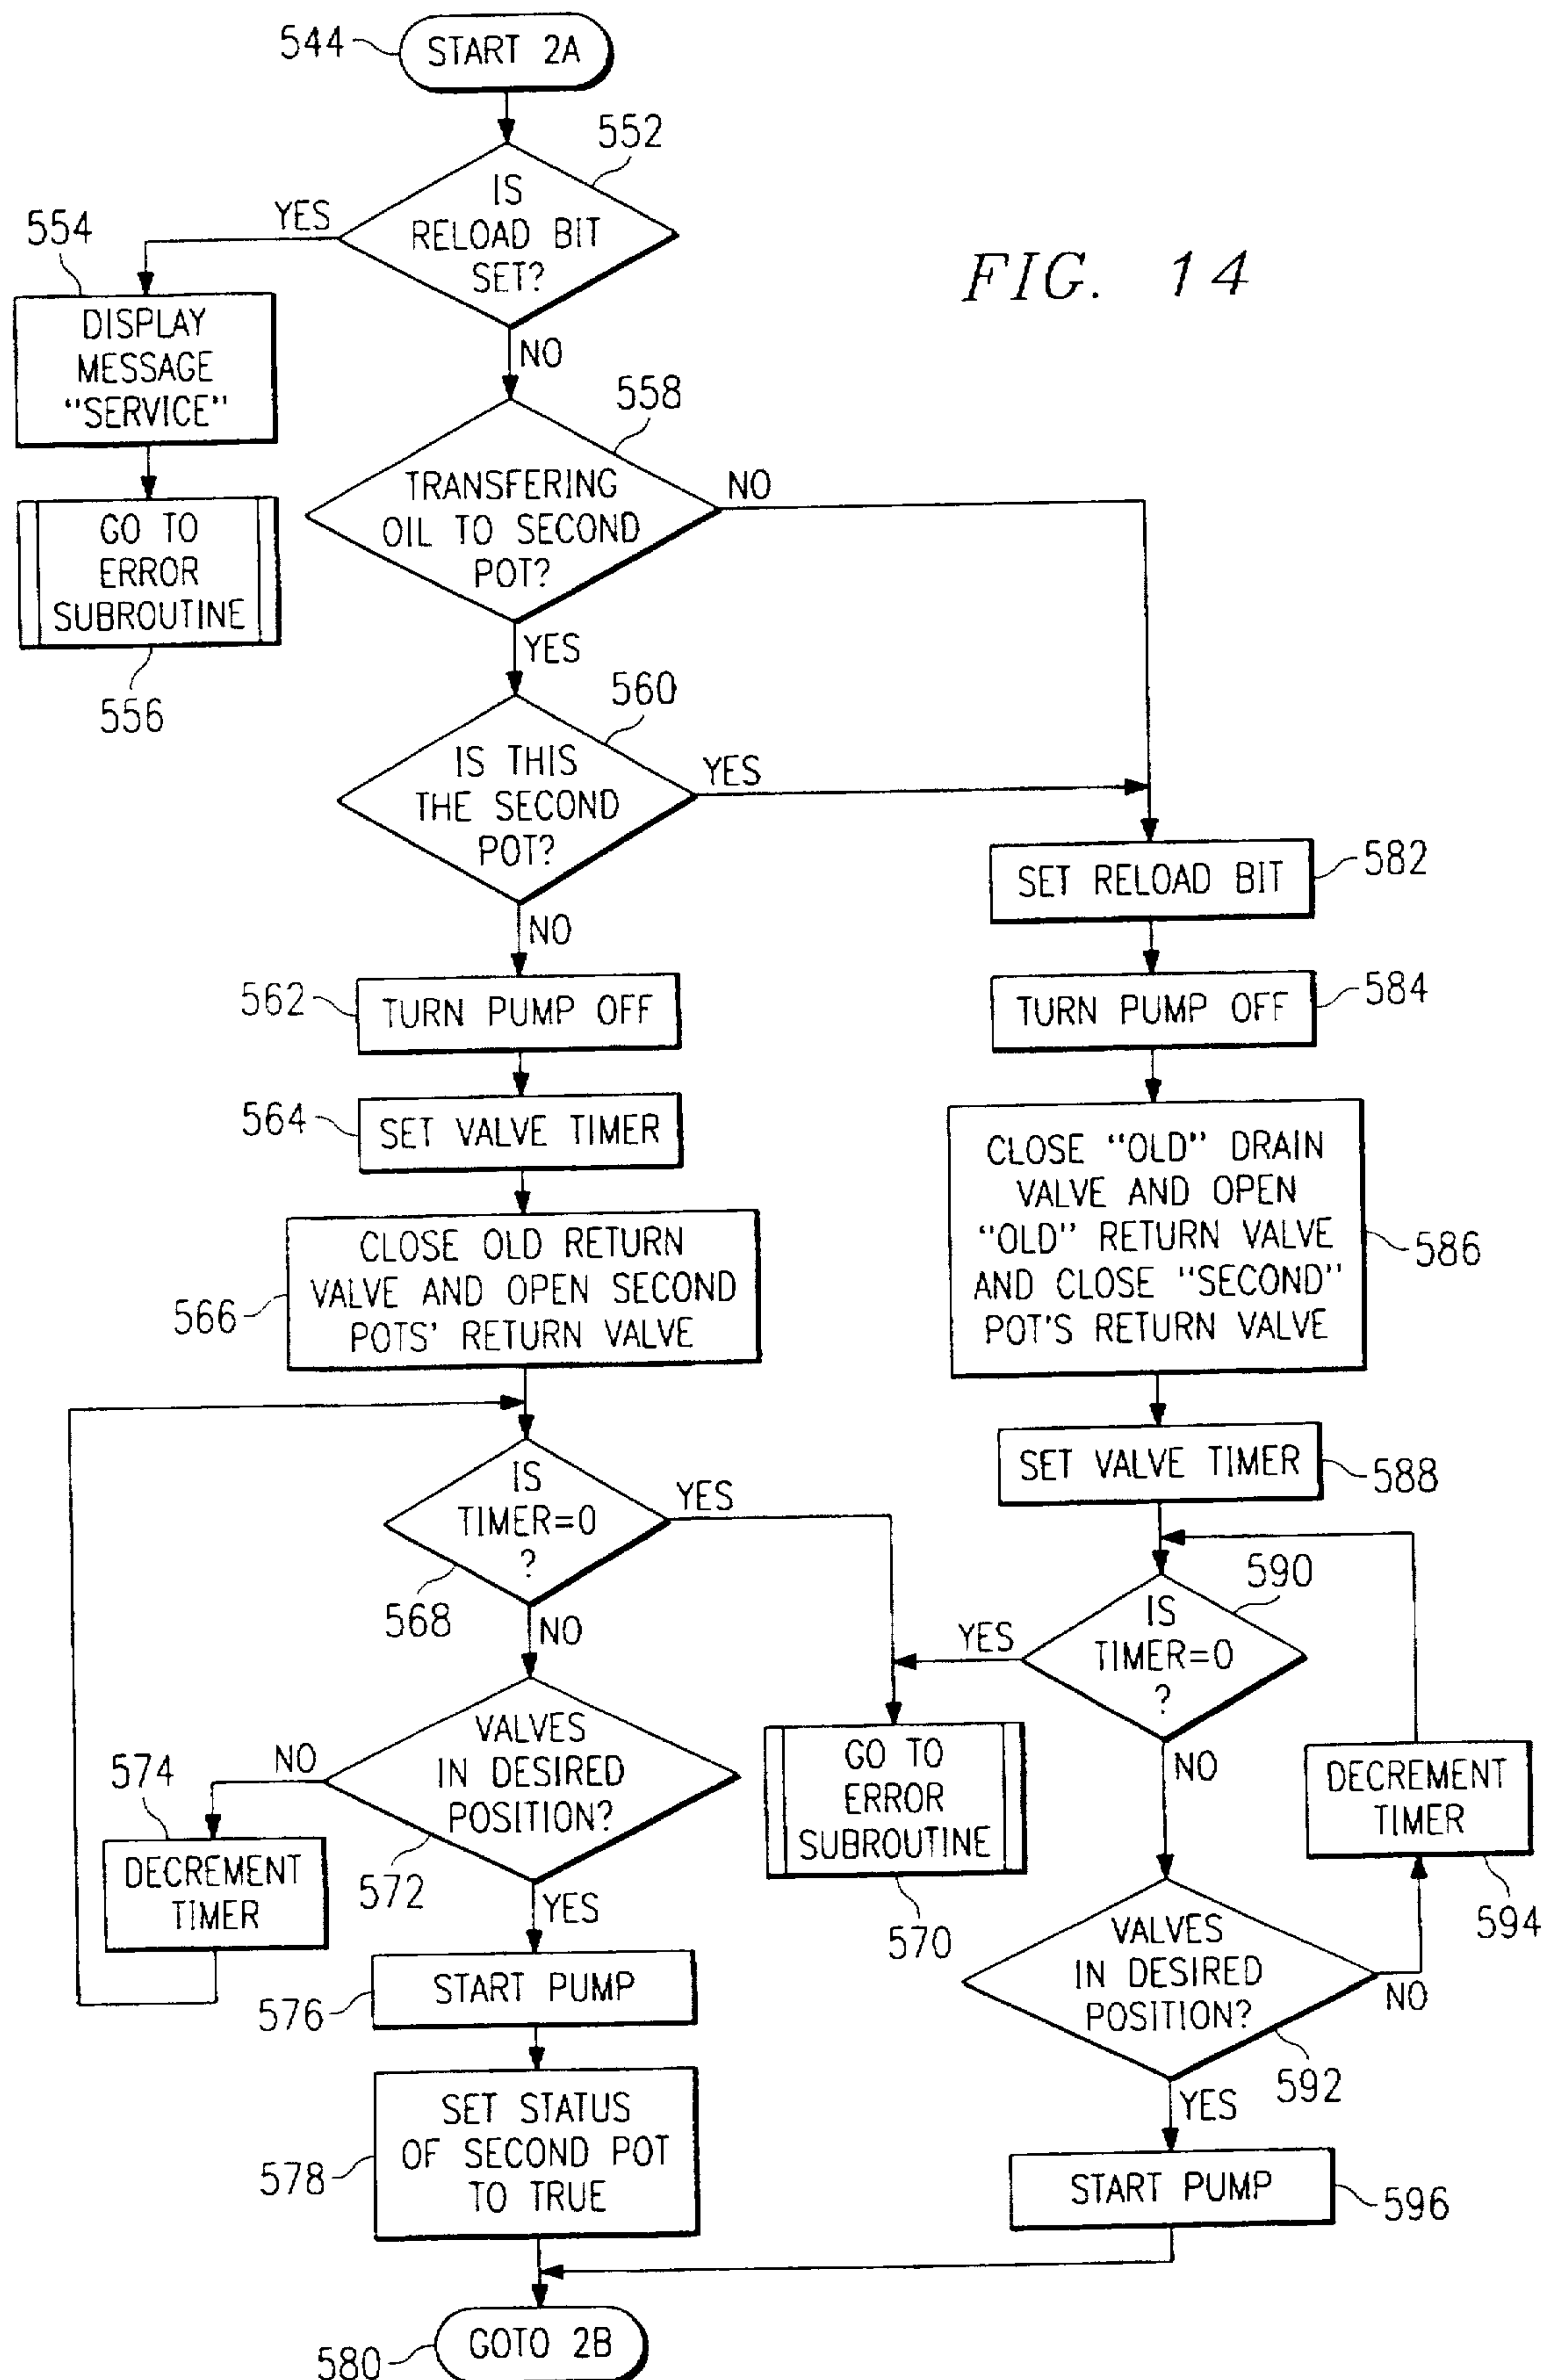 544
START 2A
552
IS
RELOAD BIT
SET?
YES
NO
FIG. 14
554
DISPLAY
MESSAGE
"SERVICE"
GO TO
ERROR
SUBROUTINE
556
558
TRANSFERING
OIL TO SECOND
POT?
NO
YES
560
IS THIS
THE SECOND
POT?
YES
NO
562
TURN PUMP OFF
564
SET VALVE TIMER
566
CLOSE OLD RETURN
VALVE AND OPEN SECOND
POTS' RETURN VALVE
IS
TIMER=0
?
YES
568
NO
VALVES
IN DESIRED
POSITION?
NO
572
YES
574
DECREMENT
TIMER
576
START PUMP
578
SET STATUS
OF SECOND POT
TO TRUE
580
GOTO 2B
SET RELOAD BIT
582
TURN PUMP OFF
584
CLOSE "OLD" DRAIN
VALVE AND OPEN
"OLD" RETURN VALVE
AND CLOSE "SECOND"
POT'S RETURN VALVE
586
SET VALVE TIMER
588
590
IS
TIMER=0
?
YES
NO
GO TO
ERROR
SUBROUTINE
570
DECREMENT
TIMER
594
VALVES
IN DESIRED
POSITION?
NO
592
YES
START PUMP
596